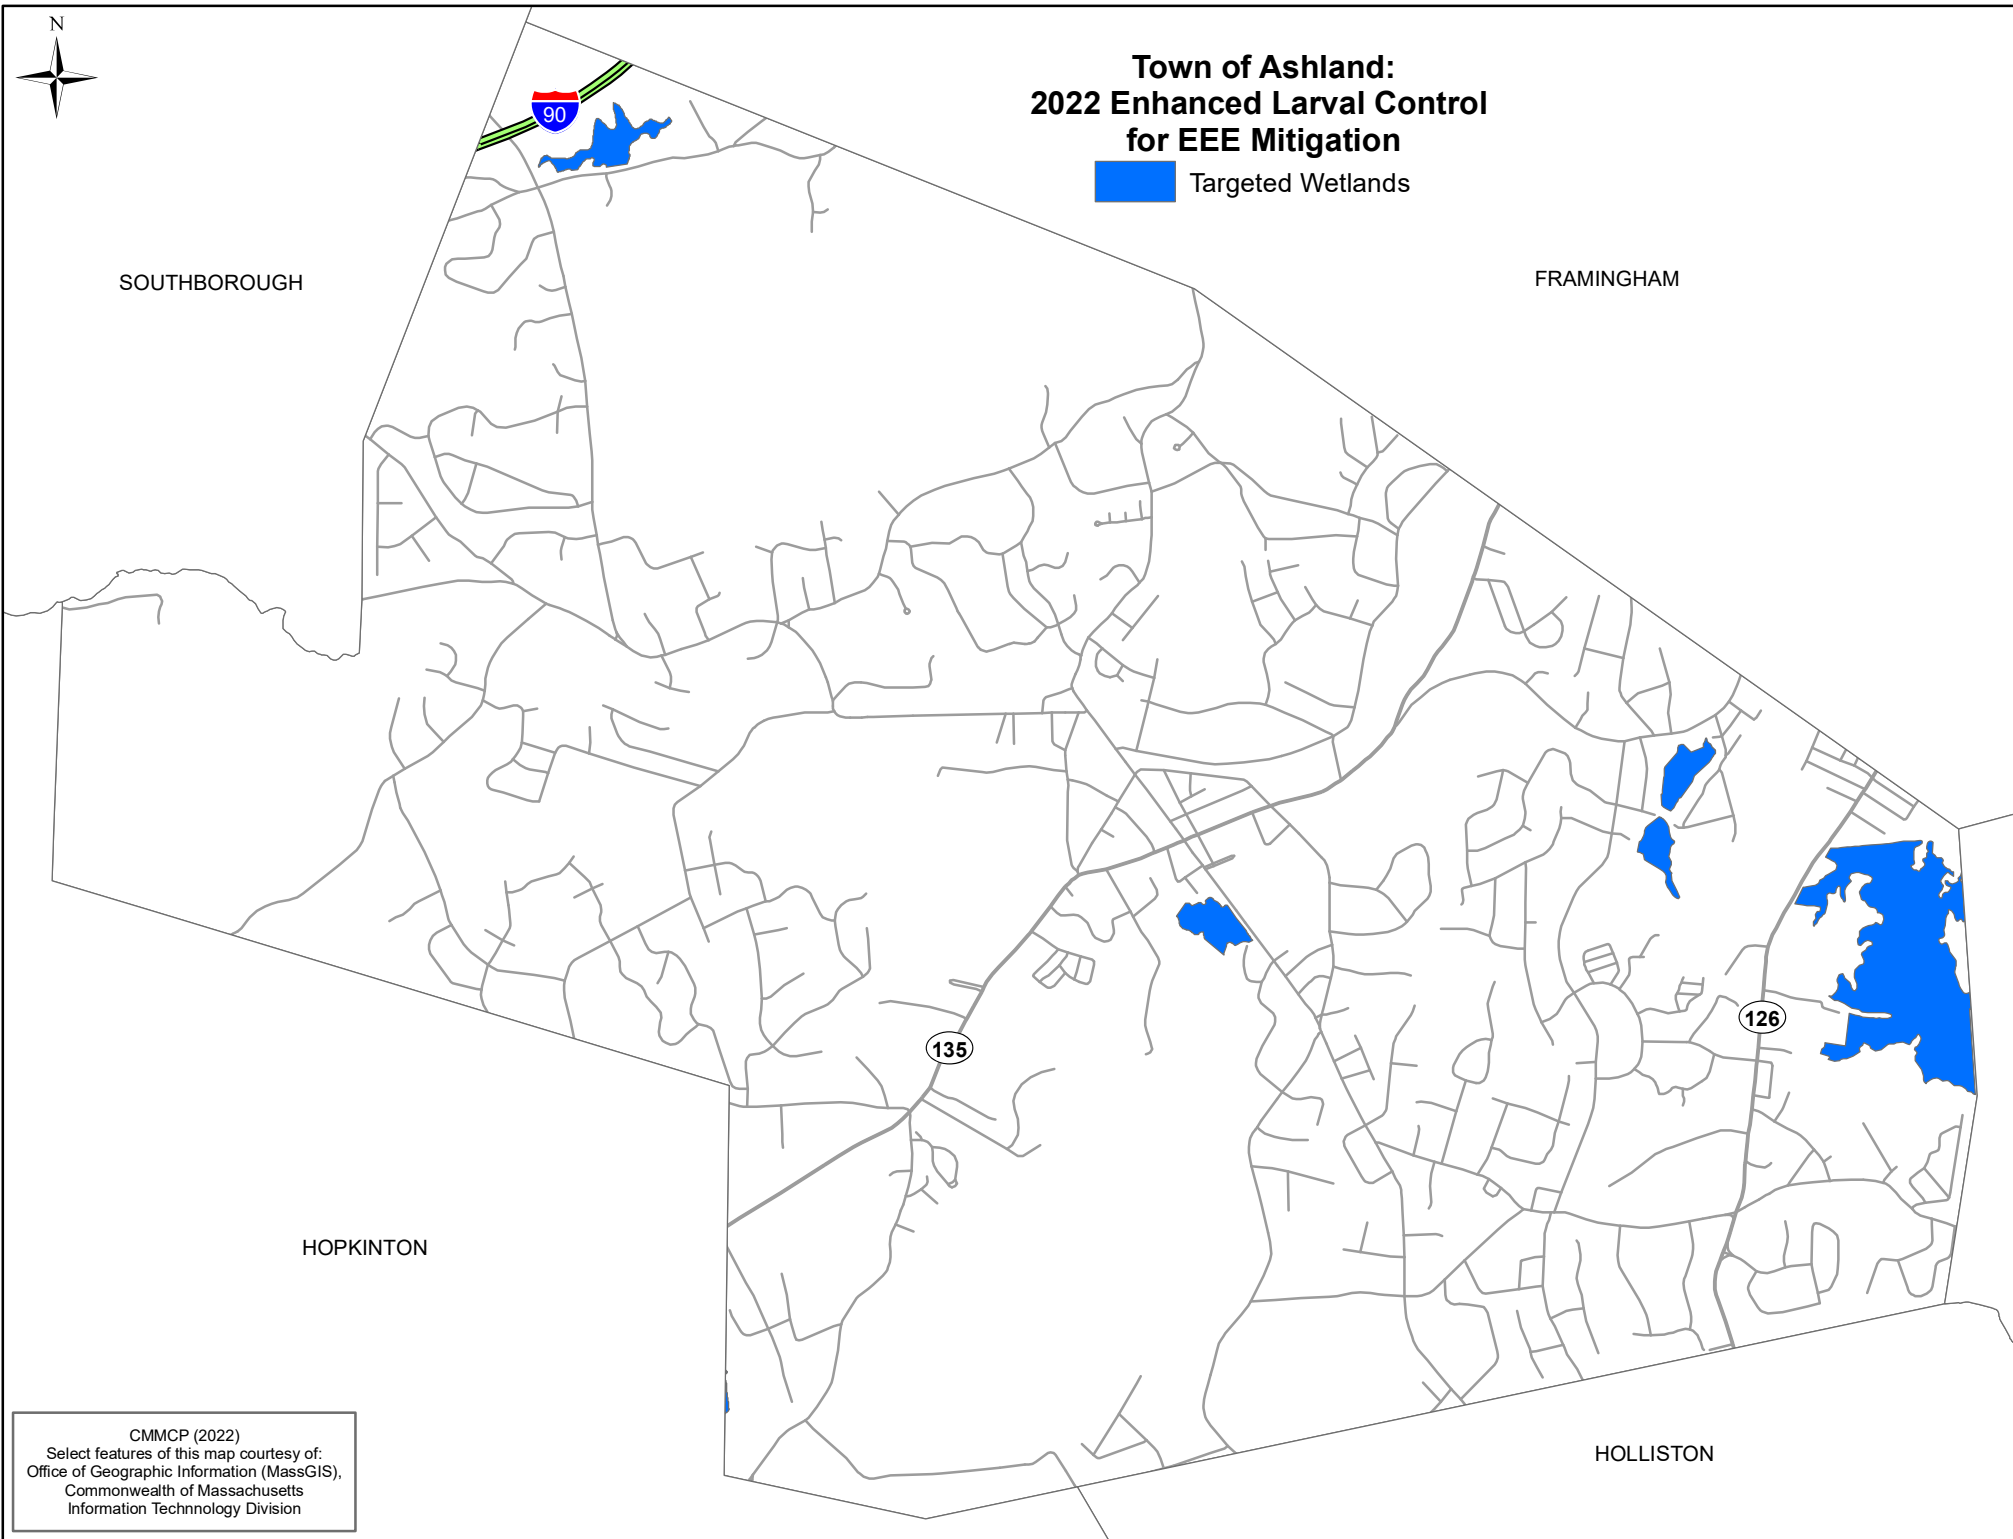 N
Town of Ashland:
2022 Enhanced Larval Control
for EEE Mitigation
Targeted Wetlands
90
SOUTHBOROUGH
FRAMINGHAM
126
135
HOPKINTON
HOLLISTON
CMMCP (2022)
Select features of this map courtesy of:
Office of Geographic Information (MassGIS),
Commonwealth of Massachusetts
Information Technnology Division